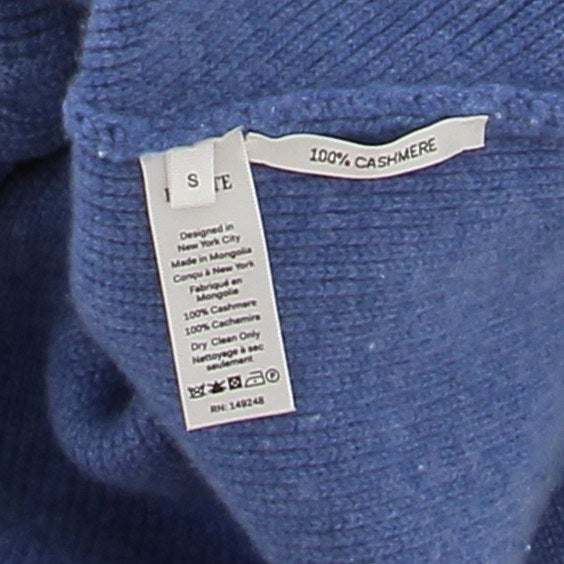 100% CASHMERE
S
TE
Designed in
New York City
Made in Mongolia
Conçu à New York
Fabriqué en
Mongolie
100% Cashmere
100% Cachemire
Dry Clean Only
Nettoyage à sec
seulement
RN: 149248